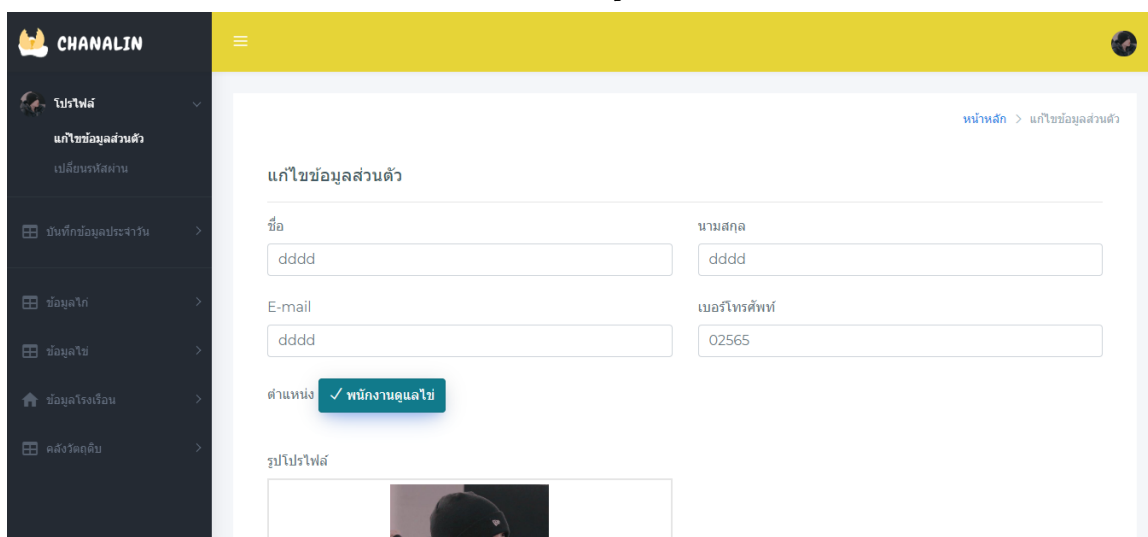 CHANALIN
โปรไฟล์
แก้ไขข้อมูลส่วนตัว
เปลี่ยนรหัสผ่าน
บันทึกข้อมูลประจำวัน
ข้อมูลไก่
ข้อมูลไข่
ข้อมูลโรงเรือน
คลังวัตถุดิบ
หน้าหลัก > แก้ไขข้อมูลส่วนตัว
แก้ไขข้อมูลส่วนตัว
ชื่อ นามสกุล
dddd dddd
E-mail เบอร์โทรศัพท์
dddd 02565
ตำแหน่ง ✓ พนักงานดูแลไข่
รูปโปรไฟล์